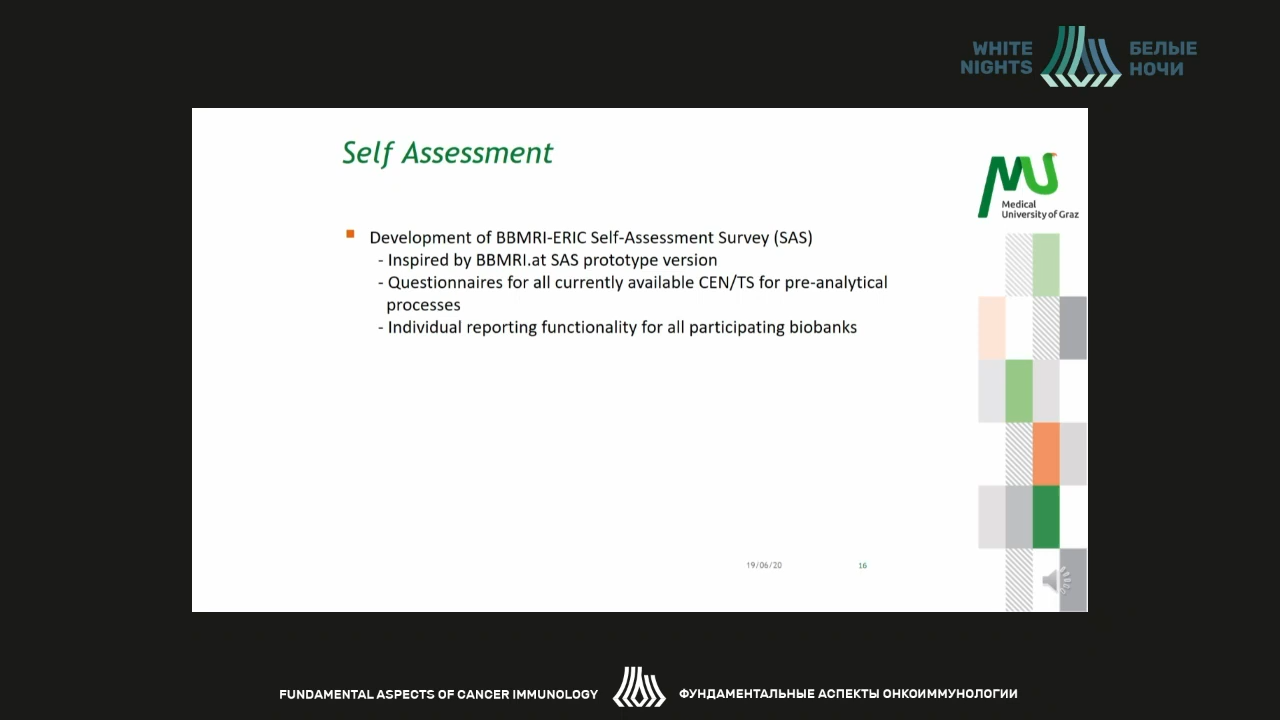 WHITE
NIGHTS
БЕЛЫЕ
НОЧИ
Self Assessment
Medical
University of Graz
Development of BBMRI-ERIC Self-Assessment Survey (SAS)
- Inspired by BBMRI.at SAS prototype version
- Questionnaires for all currently available CEN/TS for pre-analytical
processes
- Individual reporting functionality for all participating biobanks
19/06/20
16
FUNDAMENTAL ASPECTS OF CANCER IMMUNOLOGY
ФУНДАМЕНТАЛЬНЫЕ АСПЕКТЫ ОНКОИММУНОЛОГИИ